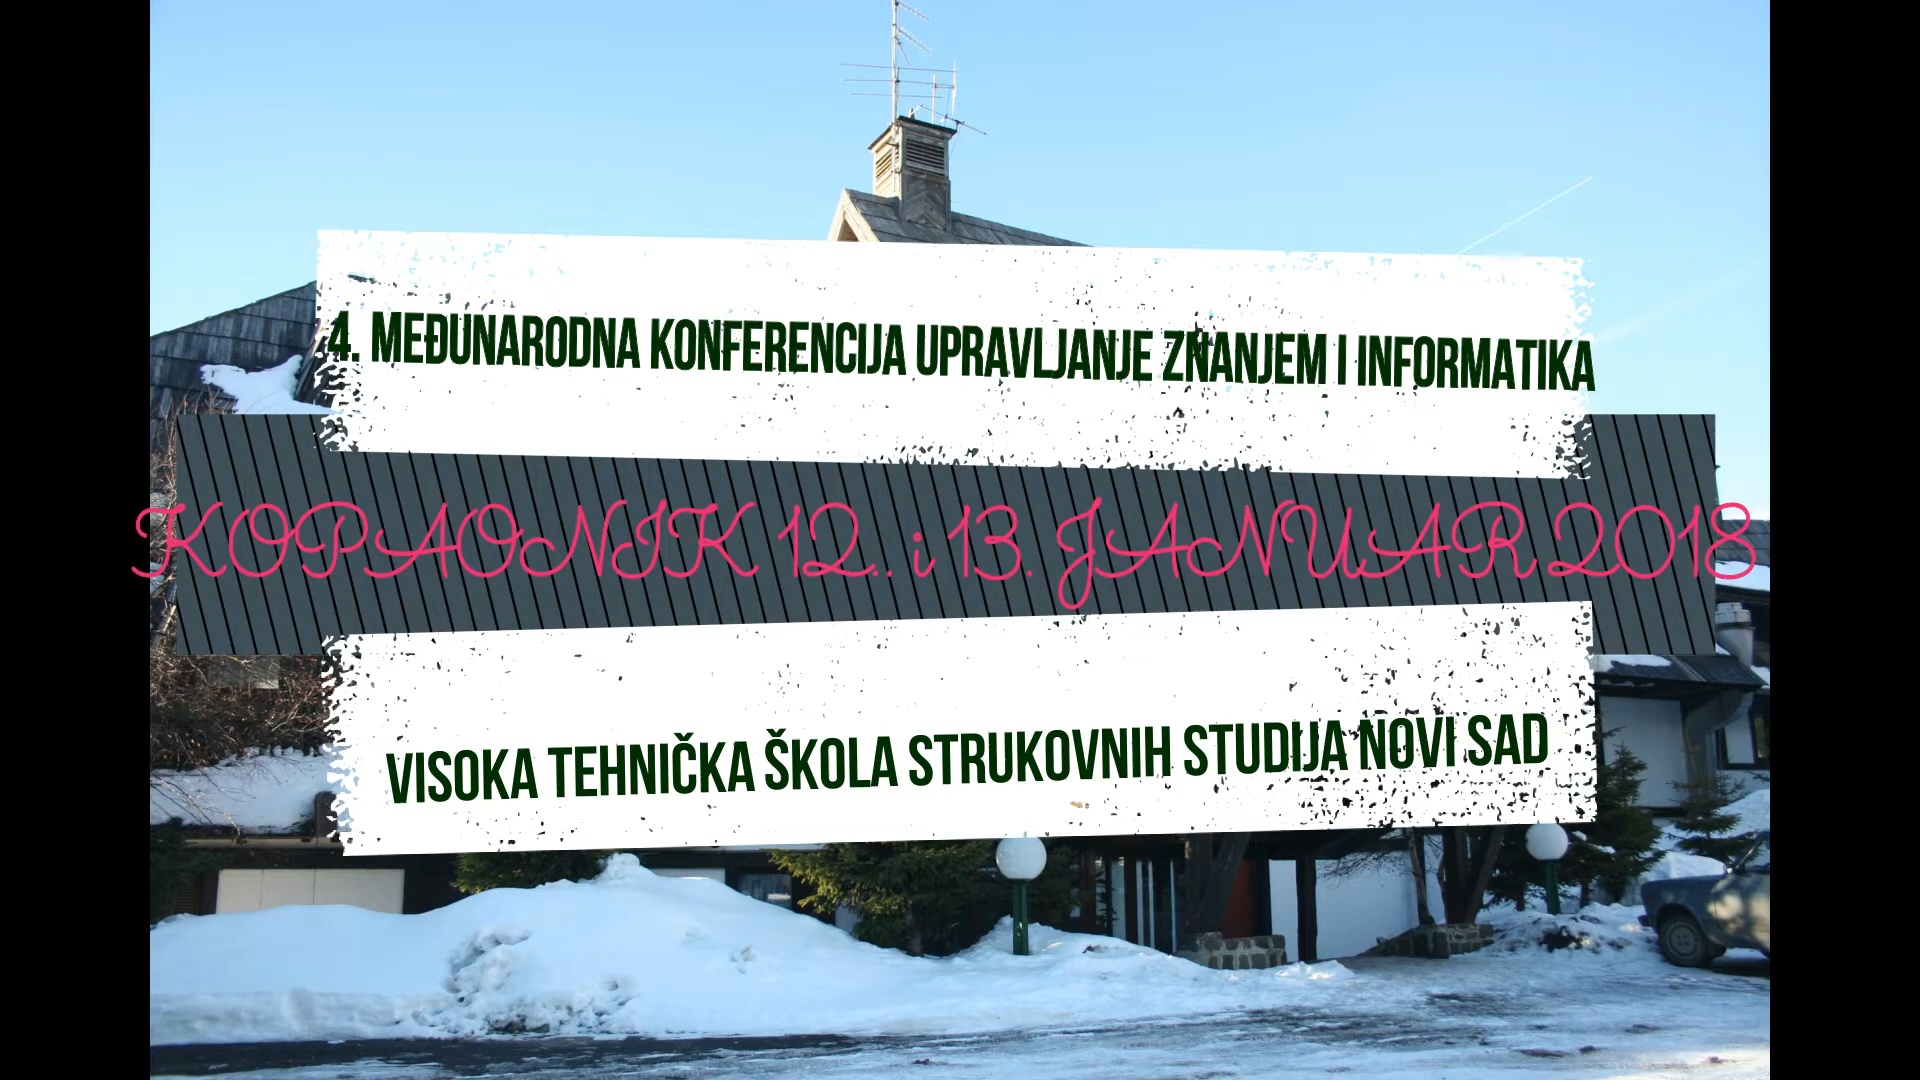 4. MEĐUNARODNA KONFERENCIJA UPRAVLJANJE ZNANJEM I INFORMATIKA
KOPAONIK 12.. i 13. JANUAR 2018
VISOKA TEHNIČKA ŠKOLA STRUKOVNIH STUDIJA NOVI SAD